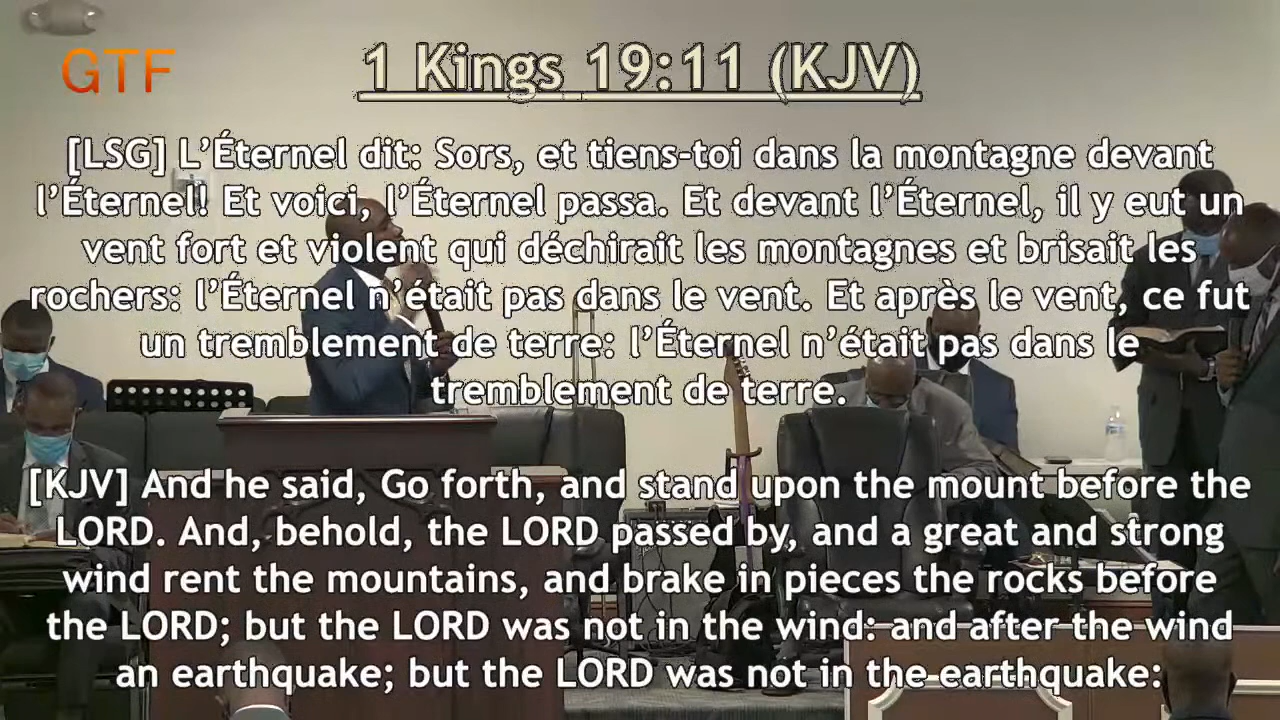 GTF
1 Kings 19:11 (KJV)
[LSG] L’Éternel dit: Sors, et tiens-toi dans la montagne devant
l’Éternel! Et voici, l’Éternel passa. Et devant l’Éternel, il y eut un
vent fort et violent qui déchirait les montagnes et brisait les
rochers: l’Éternel n’était pas dans le vent. Et après le vent, ce fut
un tremblement de terre: l’Éternel n’était pas dans le
tremblement de terre.
[KJV] And he said, Go forth, and stand upon the mount before the
LORD. And, behold, the LORD passed by, and a great and strong
wind rent the mountains, and brake in pieces the rocks before
the LORD; but the LORD was not in the wind: and after the wind
an earthquake; but the LORD was not in the earthquake: